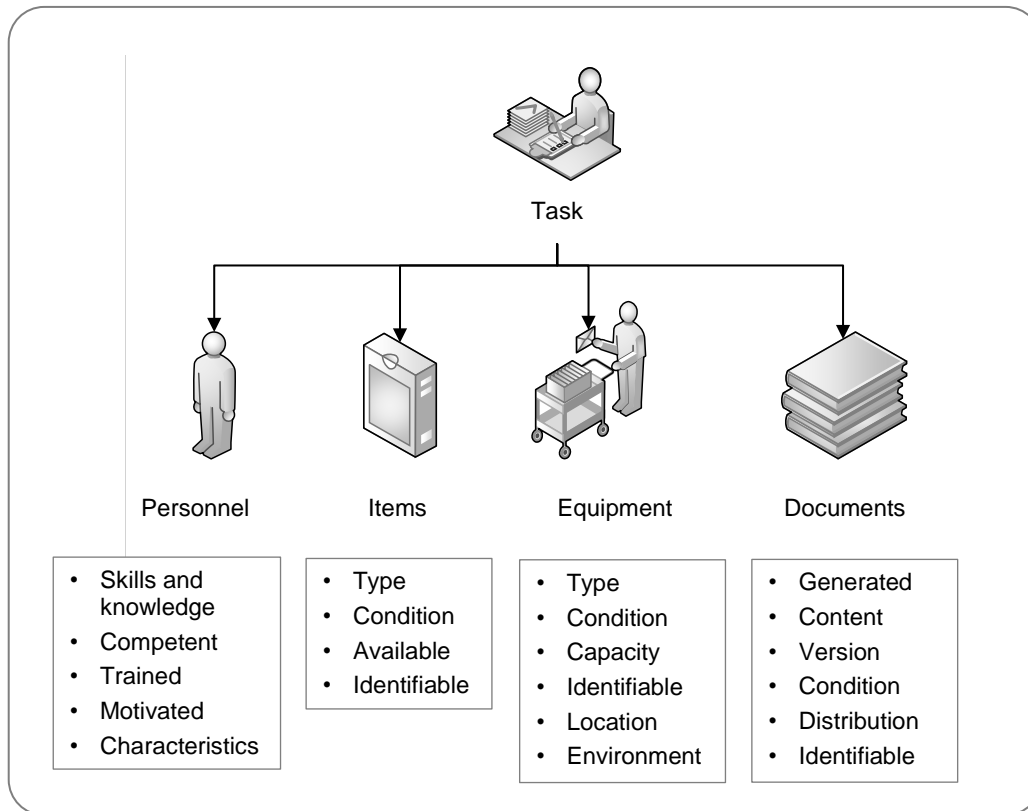 Task
Personnel
Items
Equipment
Documents
• Skills and
knowledge
• Competent
• Trained
• Motivated
• Characteristics
• Type
• Condition
• Available
• Identifiable
• Type
• Condition
• Capacity
• Identifiable
• Location
• Environment
• Generated
• Content
• Version
• Condition
• Distribution
• Identifiable